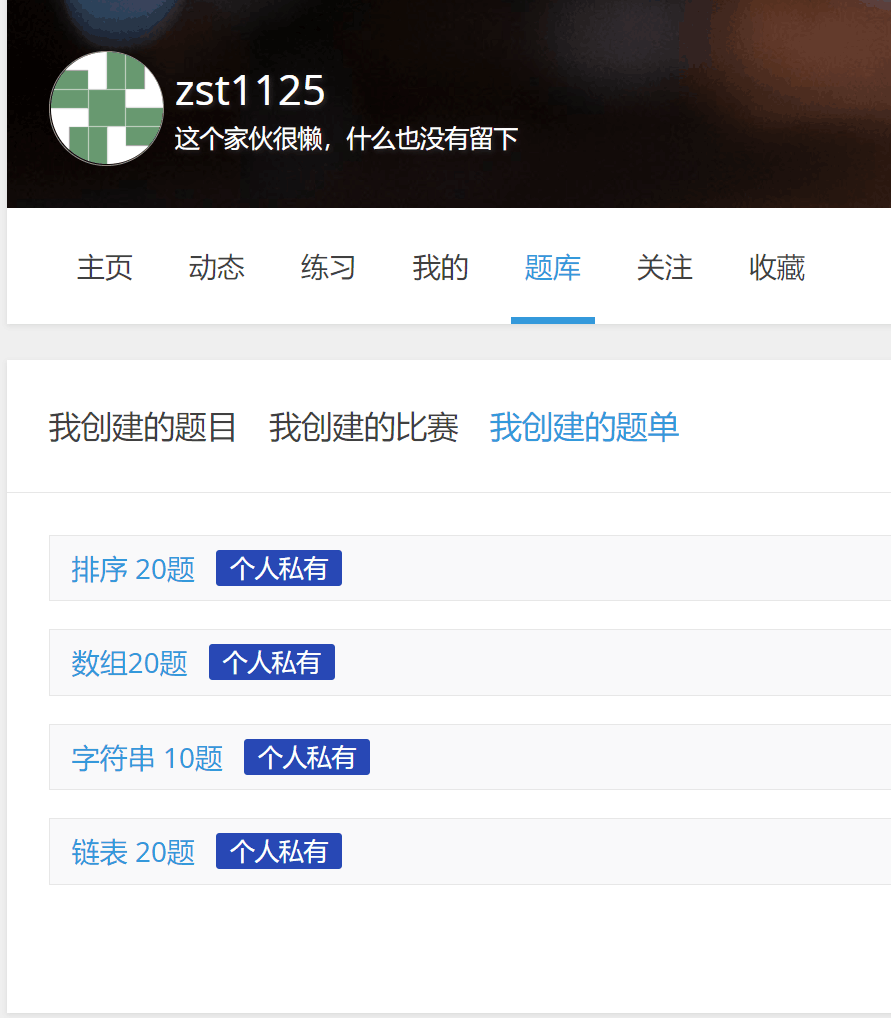 zst1125
这个家伙很懒，什么也没有留下
主页 动态 练习 我的 题库 关注 收藏
我创建的题目 我创建的比赛 我创建的题单
排序 20题 个人私有
数组20题 个人私有
字符串 10题 个人私有
链表 20题 个人私有